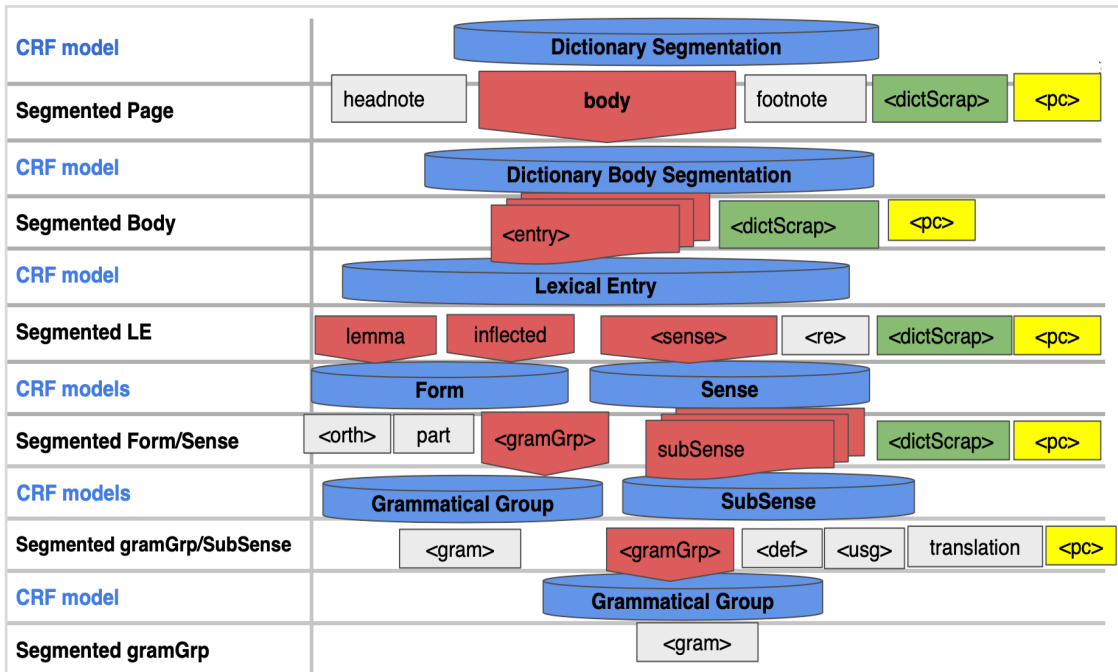 CRF model
Dictionary Segmentation
Segmented Page
headnote
body
footnote
<dictScrap>
<pc>
CRF model
Dictionary Body Segmentation
Segmented Body
<entry>
<dictScrap>
<pc>
CRF model
Lexical Entry
Segmented LE
lemma
inflected
<sense>
<re>
<dictScrap>
<pc>
CRF models
Form
Sense
Segmented Form/Sense
<orth>
part
<gramGrp>
subSense
<dictScrap>
<pc>
CRF models
Grammatical Group
SubSense
Segmented gramGrp/SubSense
<gram>
<gramGrp>
<def>
<usg>
translation
<pc>
CRF model
Grammatical Group
Segmented gramGrp
<gram>